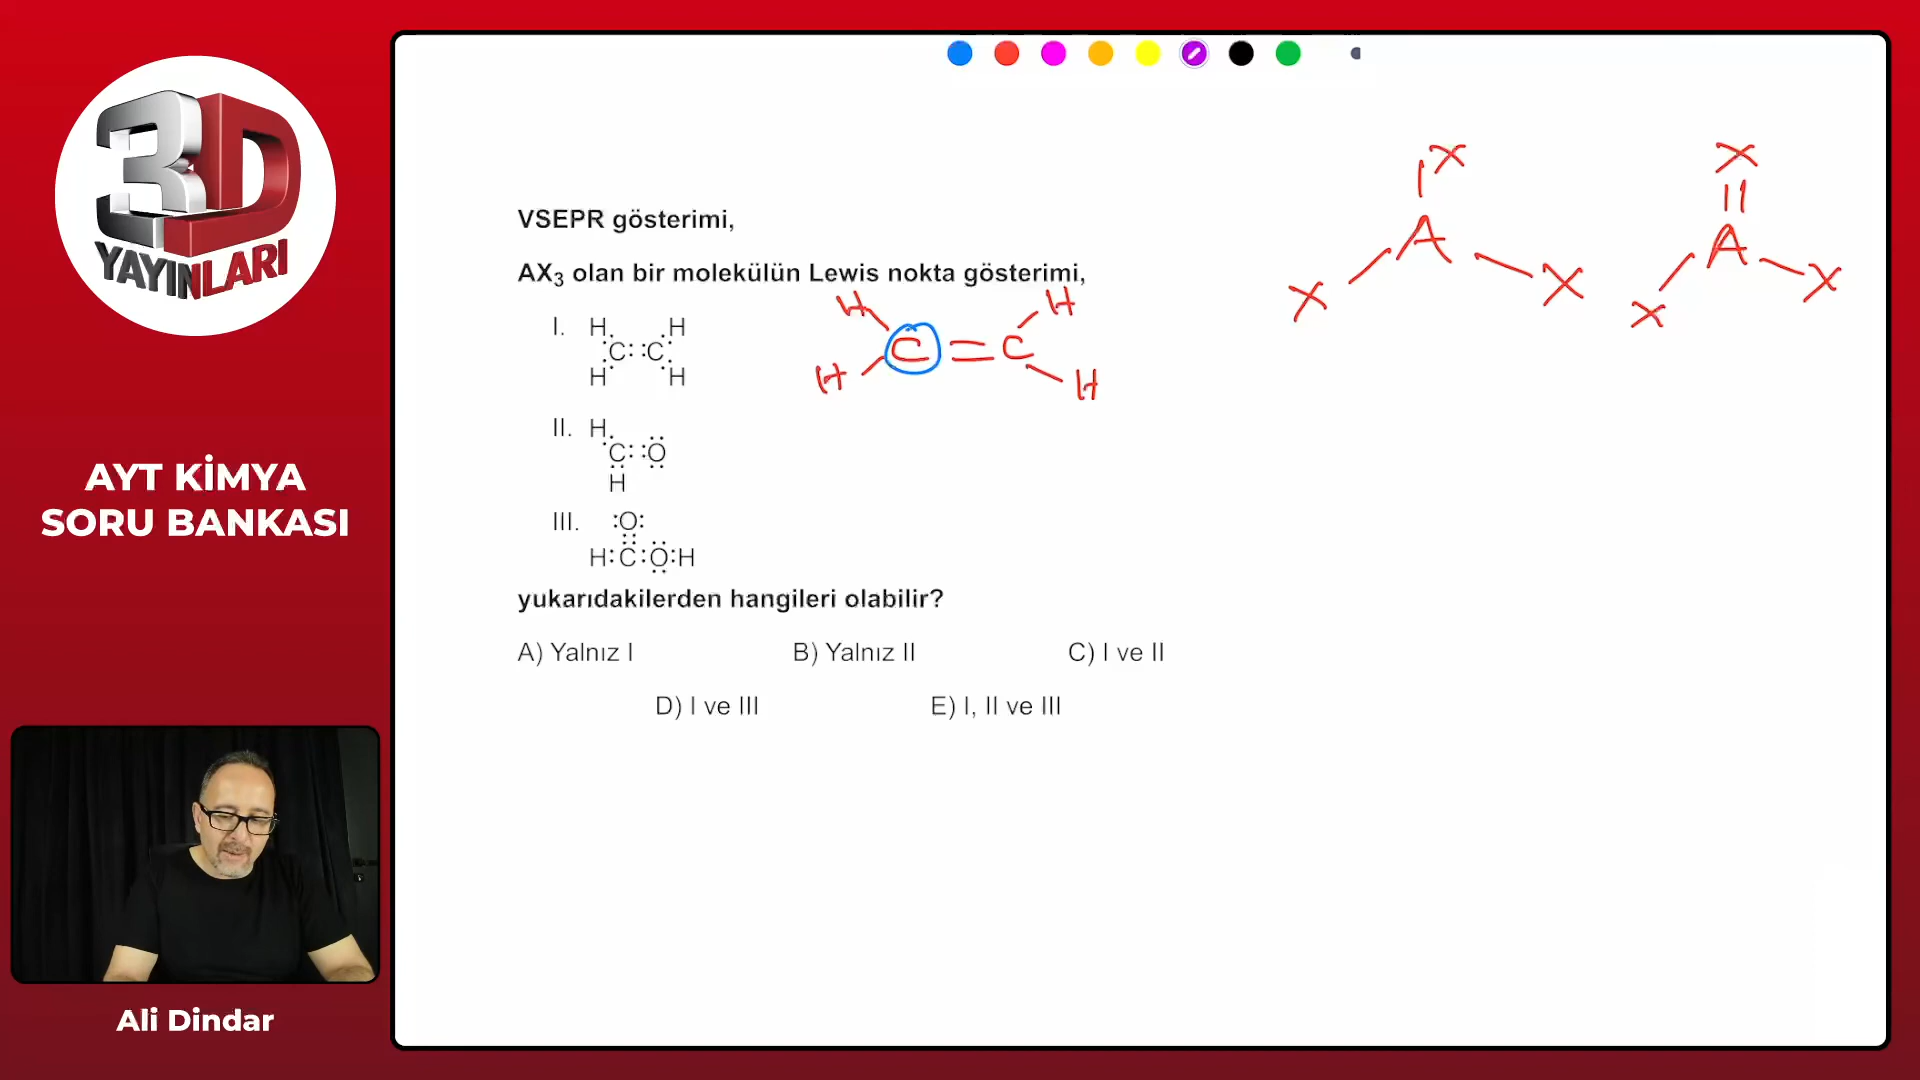 3D
YAYINLARI
AYT KİMYA
SORU BANKASI
Ali Dindar
VSEPR gösterimi,
AX₃ olan bir molekülün Lewis nokta gösterimi,
I. H H
C::C
H H
II. H
C::O
H
III. :O:
H:C:O:H
yukarıdakilerden hangileri olabilir?
A) Yalnız I B) Yalnız II C) I ve II
D) I ve III E) I, II ve III
H H
C=C
H H
X
A
X X
X
A
X X